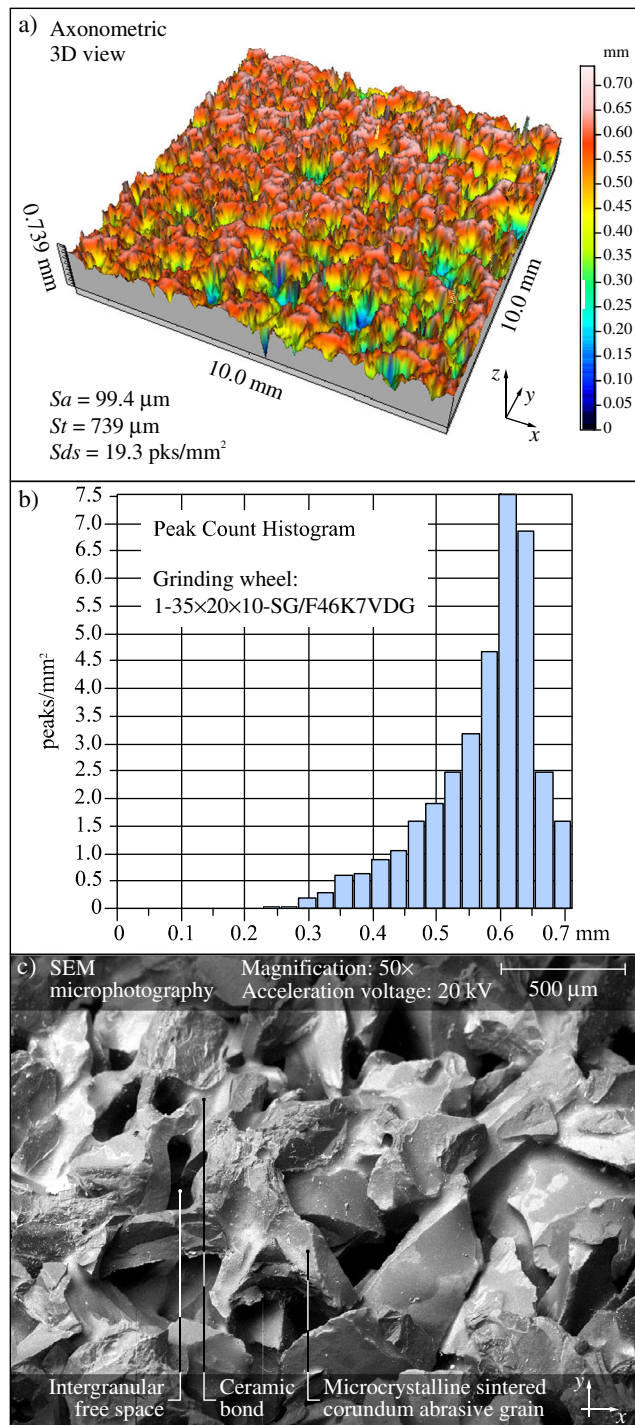 a) Axonometric
3D view
mm
0.70
0.65
0.60
0.55
0.50
0.45
0.40
0.35
0.30
0.25
0.20
0.15
0.10
0.05
0
0.739 mm
10.0 mm
10.0 mm
z
y
x
Sa = 99.4 μm
St = 739 μm
Sds = 19.3 pks/mm²
b)
Peak Count Histogram
Grinding wheel:
1-35×20×10-SG/F46K7VDG
peaks/mm²
7.5
7.0
6.5
6.0
5.5
5.0
4.5
4.0
3.5
3.0
2.5
2.0
1.5
1.0
0.5
0
0 0.1 0.2 0.3 0.4 0.5 0.6 0.7 mm
c) SEM
microphotography
Magnification: 50×
Acceleration voltage: 20 kV
500 μm
Intergranular
free space
Ceramic
bond
Microcrystalline sintered
corundum abrasive grain
y
x